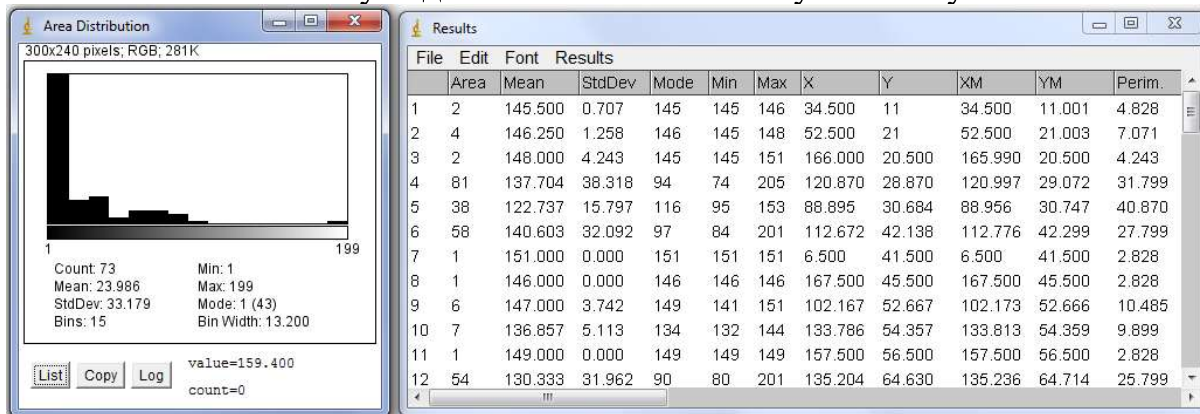 Area Distribution
300x240 pixels; RGB; 281K
1 199
Count: 73 Min: 1
Mean: 23.986 Max: 199
StdDev: 33.179 Mode: 1 (43)
Bins: 15 Bin Width: 13.200
List Copy Log value=159.400
count=0
Results
File Edit Font Results
Area Mean StdDev Mode Min Max X Y XM YM Perim.
1 2 145.500 0.707 145 145 146 34.500 11 34.500 11.001 4.828
2 4 146.250 1.258 146 145 148 52.500 21 52.500 21.003 7.071
3 2 148.000 4.243 145 145 151 166.000 20.500 165.990 20.500 4.243
4 81 137.704 38.318 94 74 205 120.870 28.870 120.997 29.072 31.799
5 38 122.737 15.797 116 95 153 88.895 30.684 88.956 30.747 40.870
6 58 140.603 32.092 97 84 201 112.672 42.138 112.776 42.299 27.799
7 1 151.000 0.000 151 151 151 6.500 41.500 6.500 41.500 2.828
8 1 146.000 0.000 146 146 146 167.500 45.500 167.500 45.500 2.828
9 6 147.000 3.742 149 141 151 102.167 52.667 102.173 52.666 10.485
10 7 136.857 5.113 134 132 144 133.786 54.357 133.813 54.359 9.899
11 1 149.000 0.000 149 149 149 157.500 56.500 157.500 56.500 2.828
12 54 130.333 31.962 90 80 201 135.204 64.630 135.236 64.714 25.799